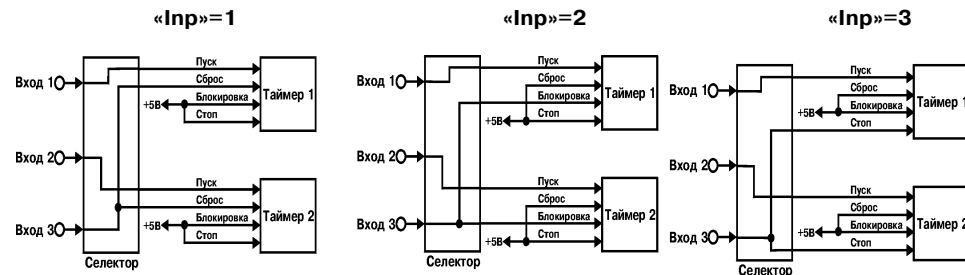 «Inp»=1
Вход 1
Пуск
Сброс
+5В
Блокировка
Стоп
Таймер 1
Вход 2
Пуск
Сброс
+5В
Блокировка
Стоп
Таймер 2
Вход 3
Селектор
«Inp»=2
Вход 1
Пуск
Сброс
Блокировка
+5В
Стоп
Таймер 1
Вход 2
Пуск
Сброс
Блокировка
+5В
Стоп
Таймер 2
Вход 3
Селектор
«Inp»=3
Вход 1
Пуск
Сброс
+5В
Блокировка
Стоп
Таймер 1
Вход 2
Пуск
Сброс
+5В
Блокировка
Стоп
Таймер 2
Вход 3
Селектор